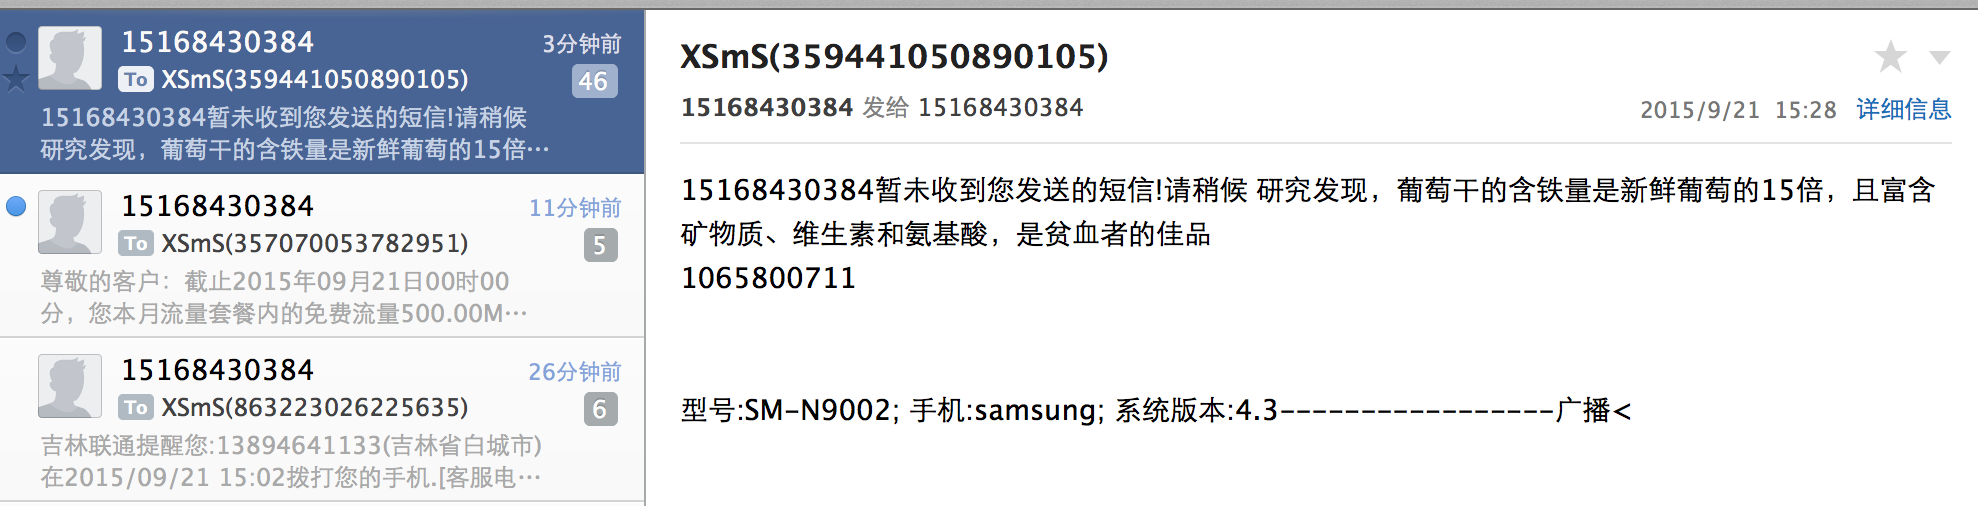 15168430384
3分钟前
To XSmS(359441050890105)
46
15168430384暂未收到您发送的短信!请稍候
研究发现，葡萄干的含铁量是新鲜葡萄的15倍…
15168430384
11分钟前
To XSmS(357070053782951)
5
尊敬的客户：截止2015年09月21日00时00
分，您本月流量套餐内的免费流量500.00M…
15168430384
26分钟前
To XSmS(863223026225635)
6
吉林联通提醒您:13894641133(吉林省白城市)
在2015/09/21 15:02拨打您的手机.[客服电…
XSmS(359441050890105)
15168430384 发给 15168430384
2015/9/21 15:28 详细信息
15168430384暂未收到您发送的短信!请稍候 研究发现，葡萄干的含铁量是新鲜葡萄的15倍，且富含
矿物质、维生素和氨基酸，是贫血者的佳品
1065800711
型号:SM-N9002; 手机:samsung; 系统版本:4.3-----------------广播<